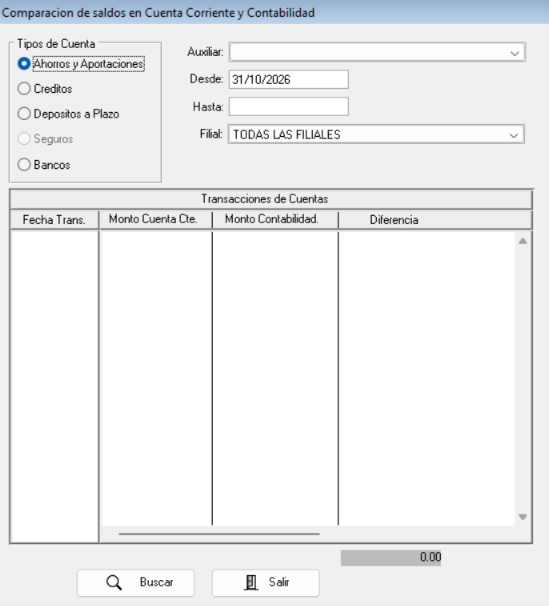 Comparacion de saldos en Cuenta Corriente y Contabilidad
Tipos de Cuenta
Ahorros y Aportaciones
Creditos
Depositos a Plazo
Seguros
Bancos
Auxiliar:
Desde: 31/10/2026
Hasta:
Filial: TODAS LAS FILIALES
Transacciones de Cuentas
Fecha Trans. Monto Cuenta Cte. Monto Contabilidad. Diferencia
0.00
Buscar Salir